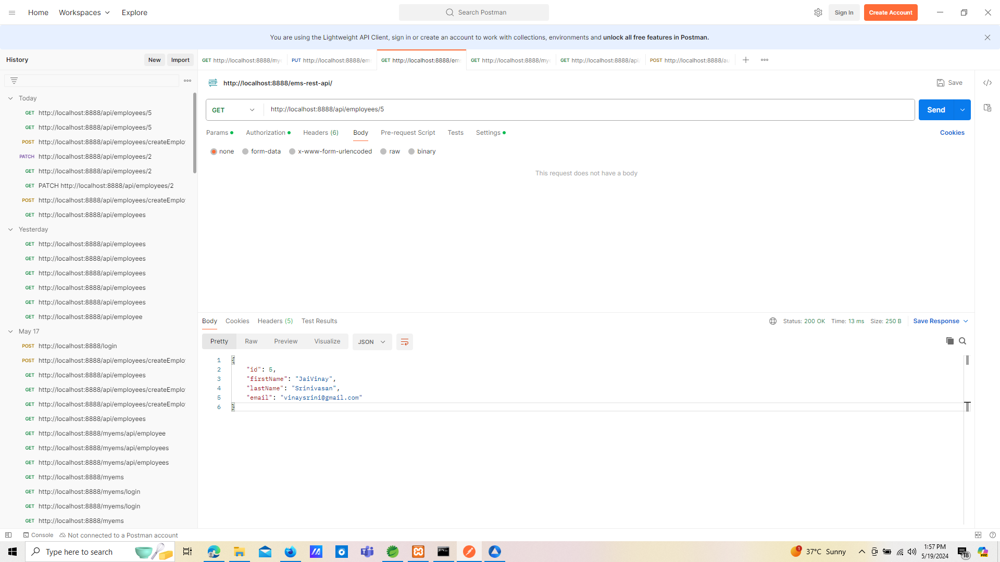 Home
Workspaces
Explore
Search Postman
Sign In
Create Account
You are using the Lightweight API Client, sign in or create an account to work with collections, environments and unlock all free features in Postman.
History
New
Import
GET http://localhost:8888/my
PUT http://localhost:8888/em
GET http://localhost:8888/em
GET http://localhost:8888/my
GET http://localhost:8888/api
POST http://localhost:8888/au
HTTP http://localhost:8888/ems-rest-api/
Save
GET
http://localhost:8888/api/employees/5
Send
Params
Authorization
Headers (6)
Body
Pre-request Script
Tests
Settings
Cookies
none
form-data
x-www-form-urlencoded
raw
binary
This request does not have a body
Today
GET http://localhost:8888/api/employees/5
GET http://localhost:8888/api/employees/5
POST http://localhost:8888/api/employees/createEmplo
PATCH http://localhost:8888/api/employees/2
GET http://localhost:8888/api/employees/2
GET PATCH http://localhost:8888/api/employees/2
POST http://localhost:8888/api/employees/createEmplo
GET http://localhost:8888/api/employees
Yesterday
GET http://localhost:8888/api/employees
GET http://localhost:8888/api/employees
GET http://localhost:8888/api/employees
GET http://localhost:8888/api/employees
GET http://localhost:8888/api/employees
GET http://localhost:8888/api/employee
May 17
POST http://localhost:8888/login
POST http://localhost:8888/api/employees/createEmplo
GET http://localhost:8888/api/employees
GET http://localhost:8888/api/employees/createEmplo
GET http://localhost:8888/api/employees/createEmplo
GET http://localhost:8888/api/employees
GET http://localhost:8888/myems/api/employee
GET http://localhost:8888/myems/api/employees
GET http://localhost:8888/myems/api/employees
GET http://localhost:8888/myems
GET http://localhost:8888/myems/login
GET http://localhost:8888/myems/login
GET http://localhost:8888/myems
Body
Cookies
Headers (5)
Test Results
Status: 200 OK
Time: 13 ms
Size: 250 B
Save Response
Pretty
Raw
Preview
Visualize
JSON
1 {
2 "id": 5,
3 "firstName": "JaiVinay",
4 "lastName": "Srinivasan",
5 "email": "vinaysrini@gmail.com"
6 }
Console
Not connected to a Postman account
Type here to search
1
37°C Sunny
1:57 PM
5/19/2024
18
PRE